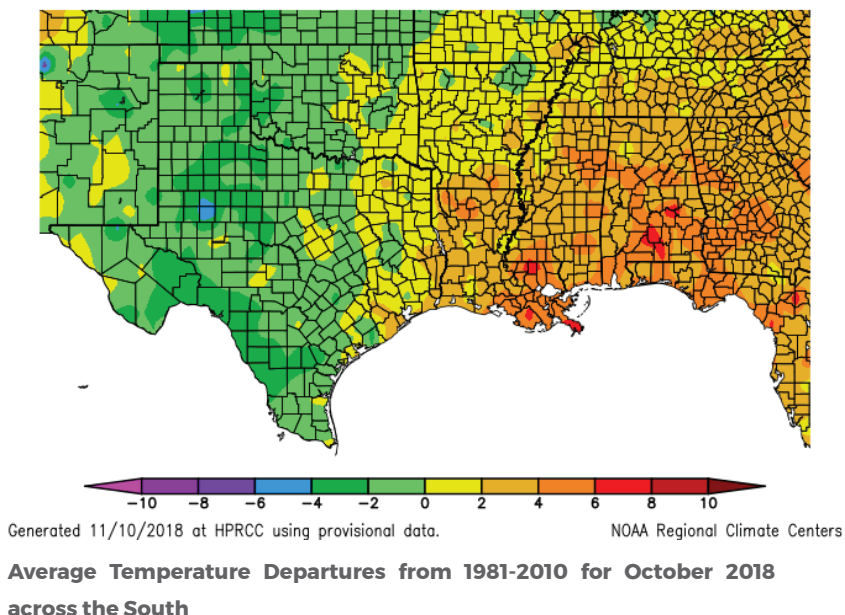 -10 -8 -6 -4 -2 0 2 4 6 8 10
Generated 11/10/2018 at HPRCC using provisional data. NOAA Regional Climate Centers
Average Temperature Departures from 1981-2010 for October 2018
across the South